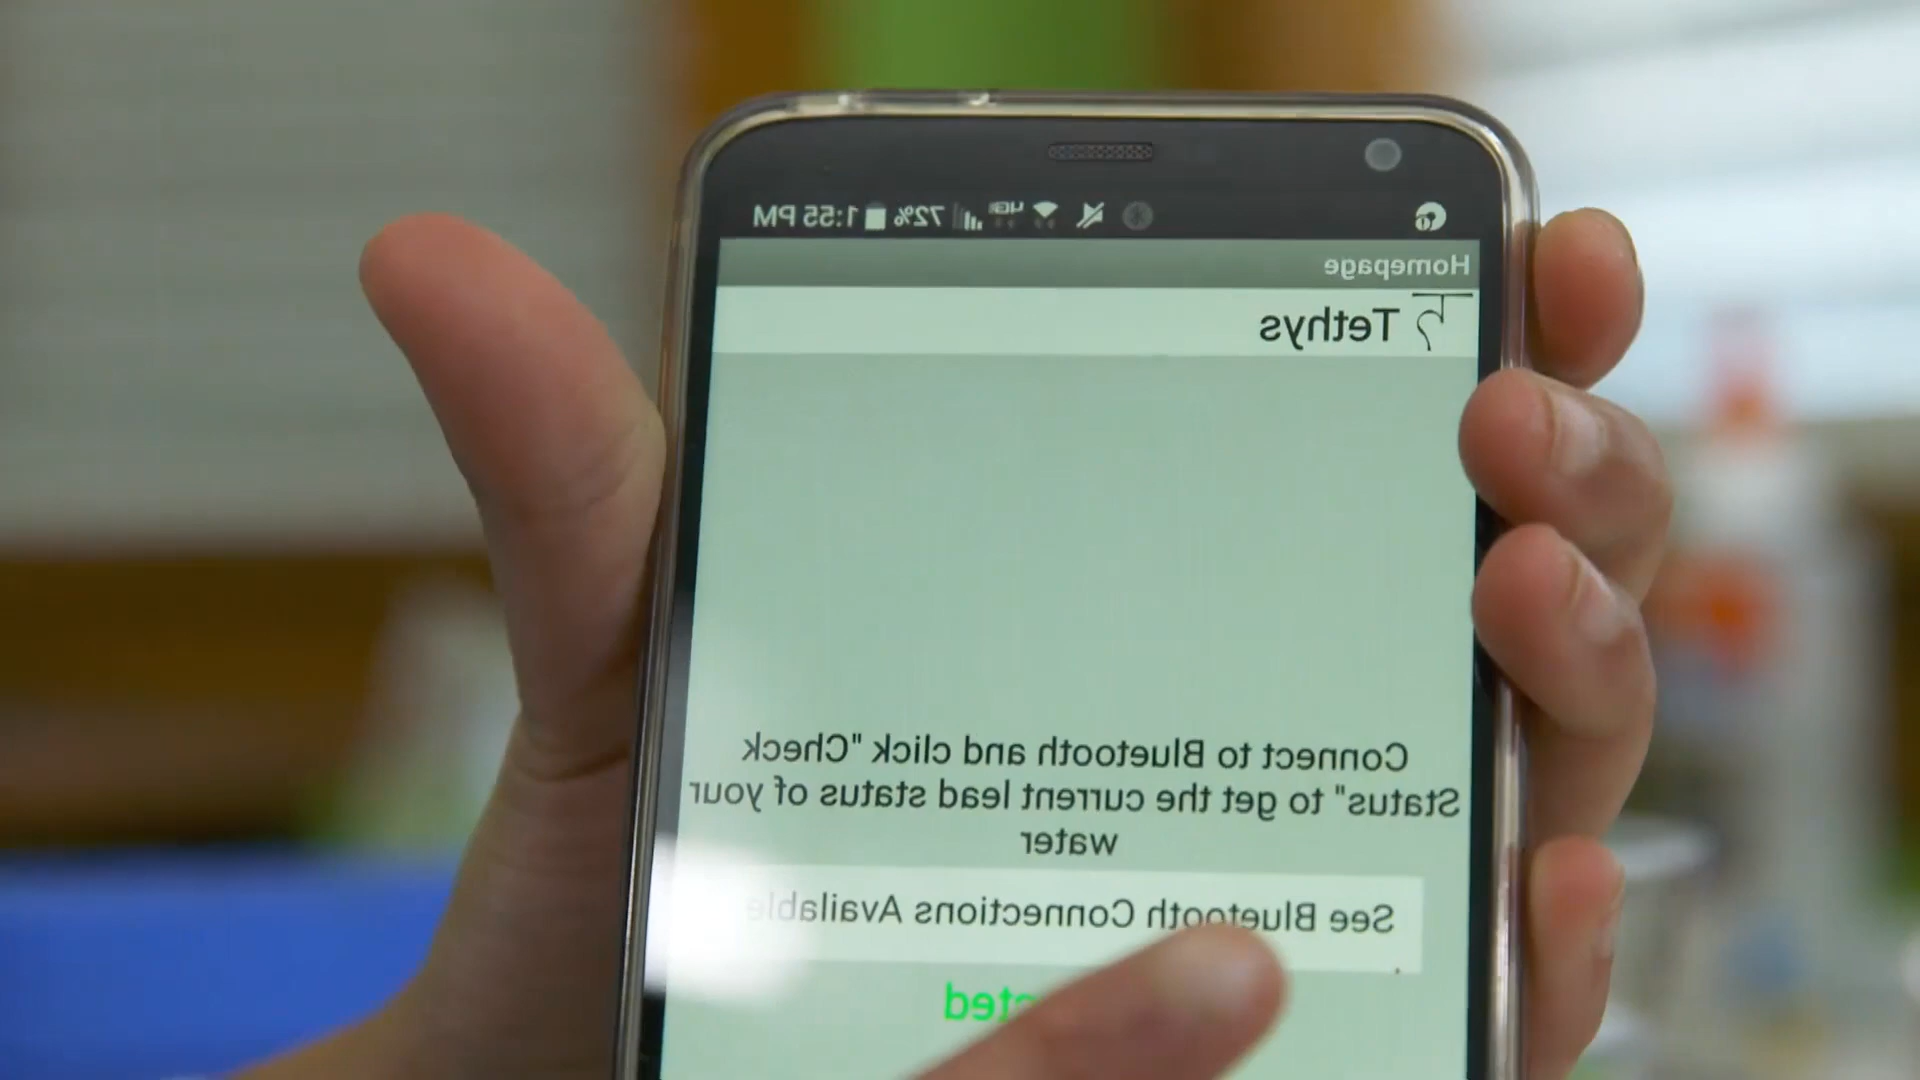 72% 1:55 PM
Homepage
Tethys
Connect to Bluetooth and click "Check
Status" to get the current lead status of your
water
See Bluetooth Connections Available